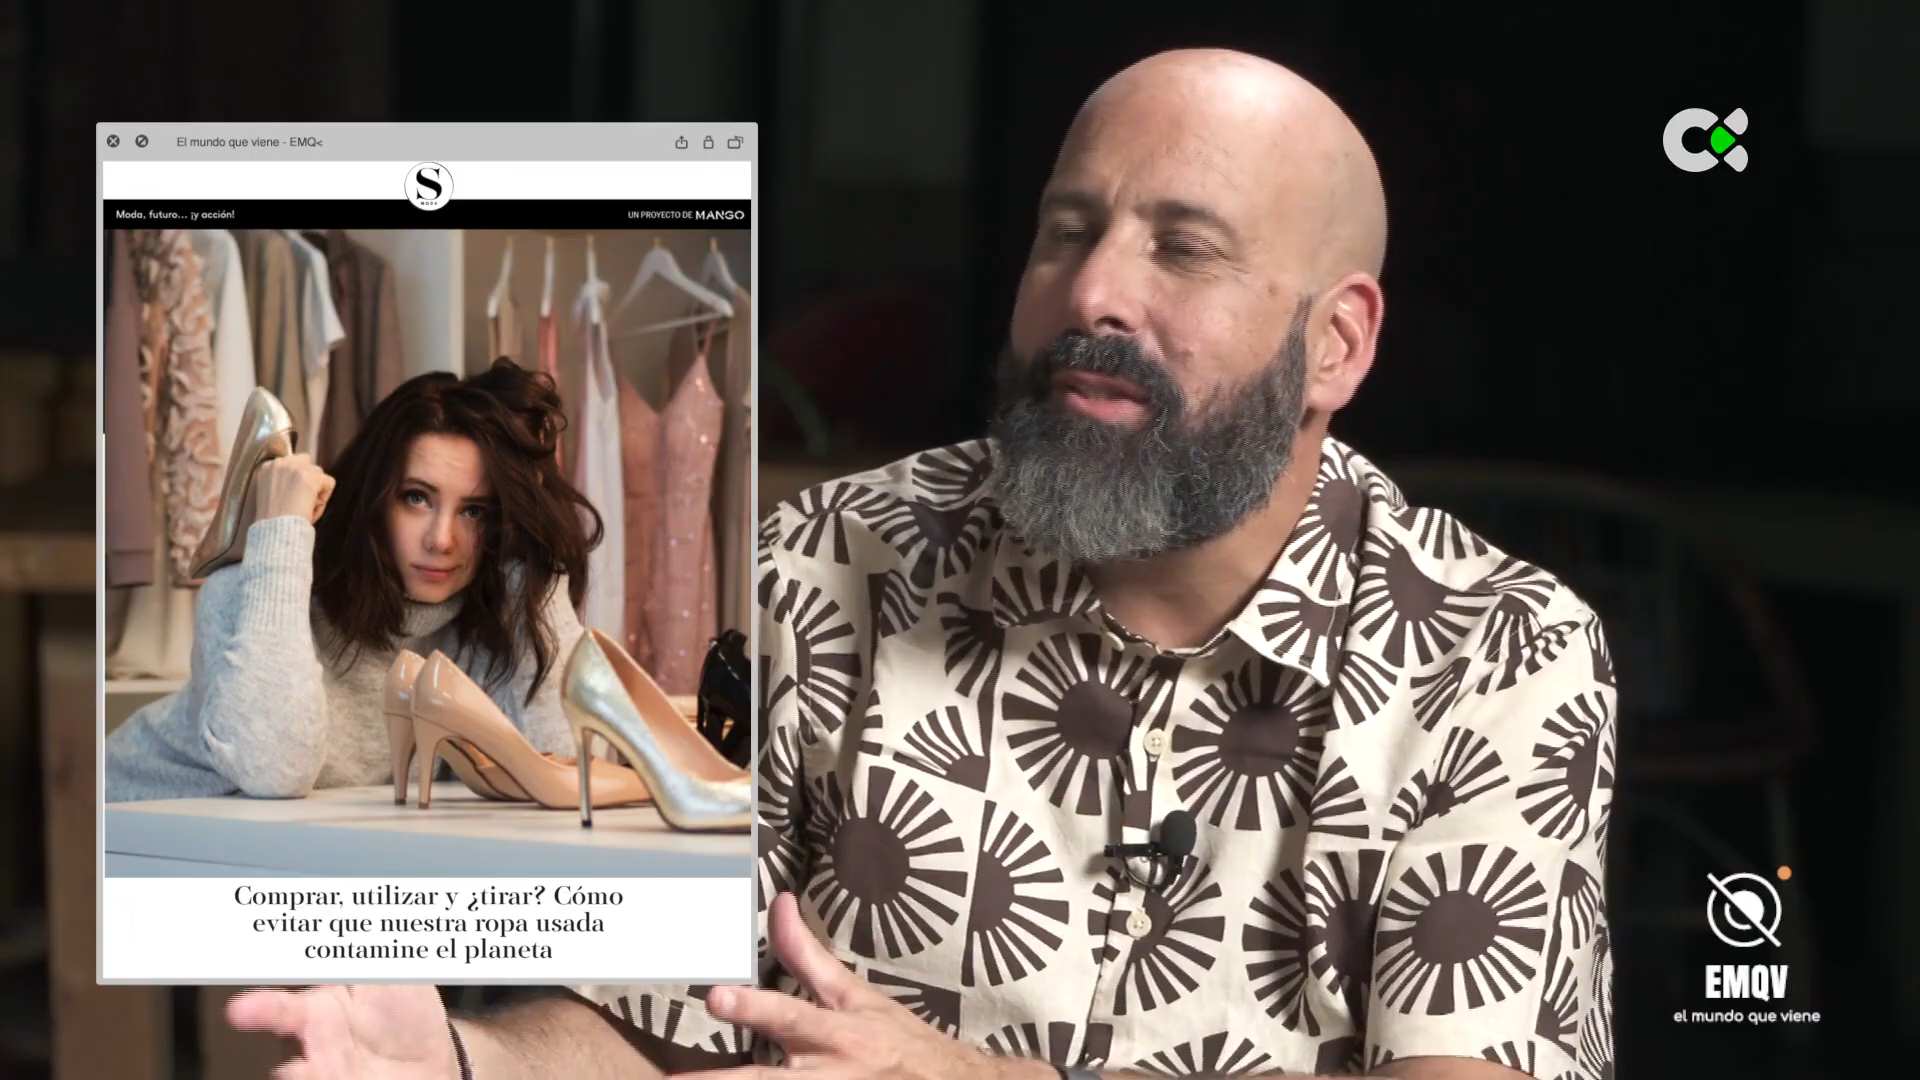 El mundo que viene - EMQ<
S
MODA
Moda, futuro... ¡y acción!
UN PROYECTO DE MANGO
Comprar, utilizar y ¿tirar? Cómo
evitar que nuestra ropa usada
contamine el planeta
EMQV
el mundo que viene